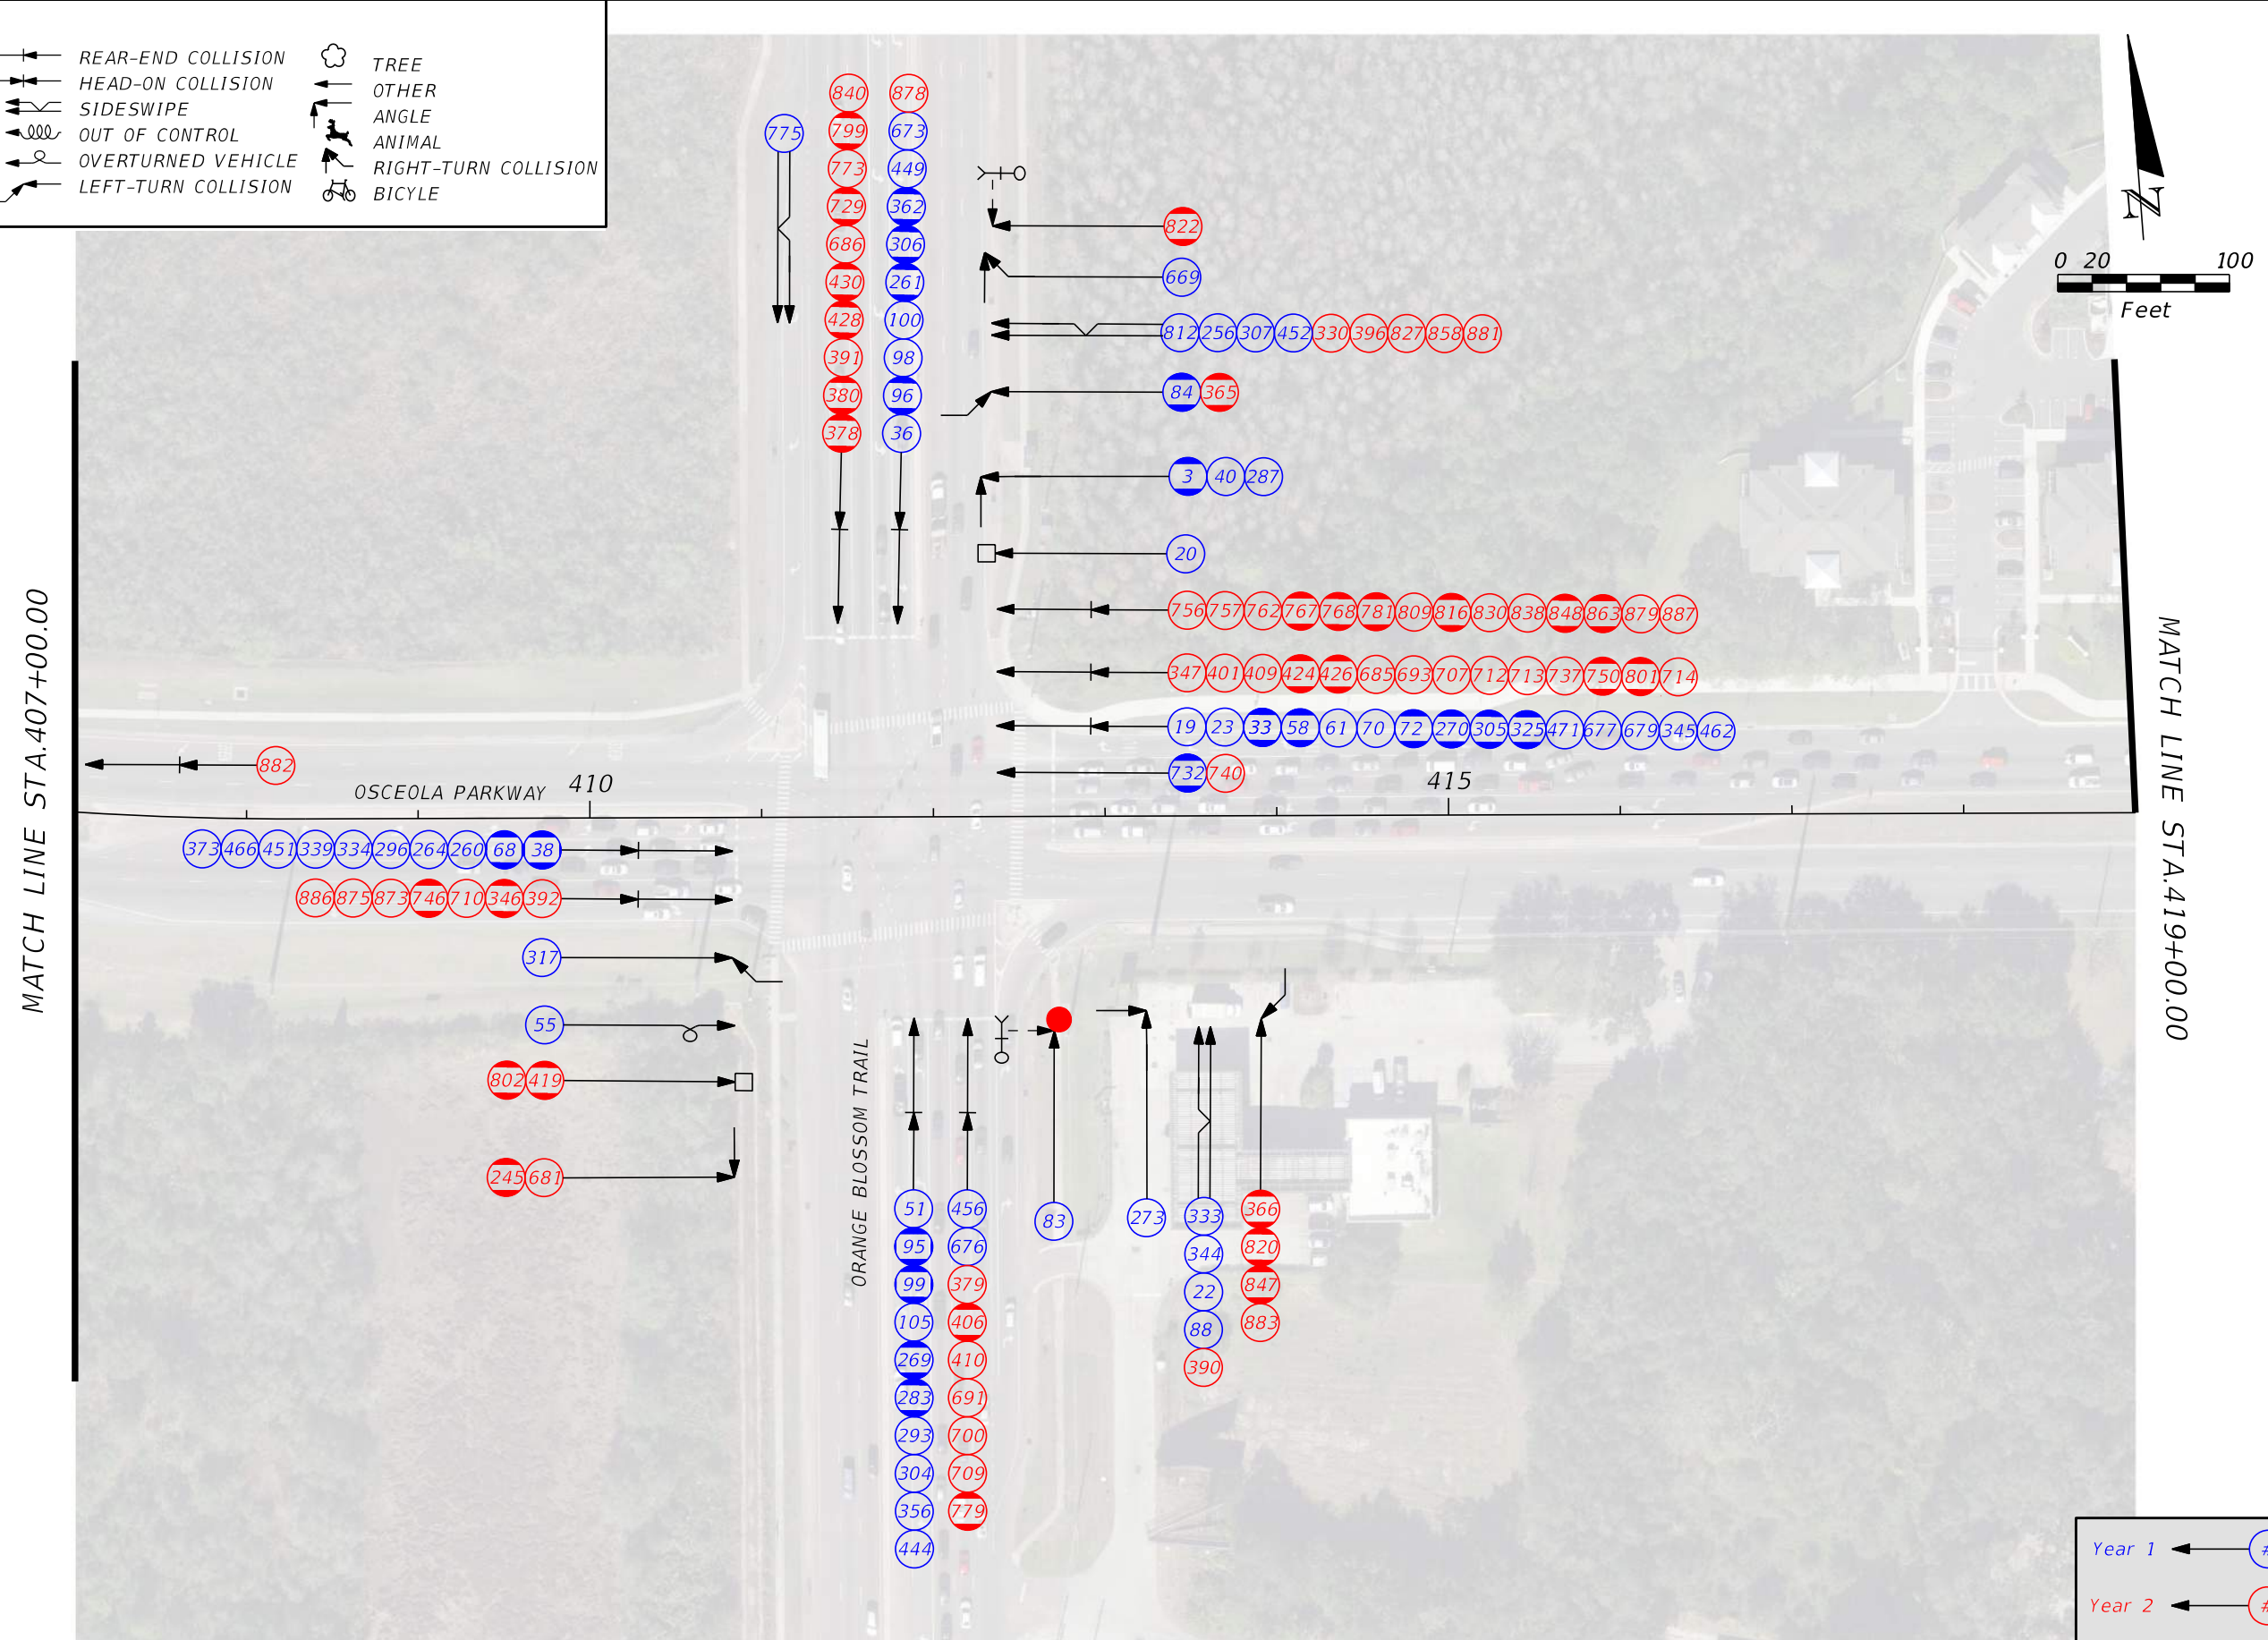 REAR-END COLLISION
HEAD-ON COLLISION
SIDESWIPE
OUT OF CONTROL
OVERTURNED VEHICLE
LEFT-TURN COLLISION
TREE
OTHER
ANGLE
ANIMAL
RIGHT-TURN COLLISION
BICYLE
N
0 20 100
Feet
775
840
799
773
729
686
430
428
391
380
378
878
673
449
362
306
261
100
98
96
36
822
669
812 256 307 452 330 396 827 858 881
84 365
3 40 287
20
756 757 762 767 768 781 809 816 830 838 848 863 879 887
347 401 409 424 426 685 693 707 712 713 737 750 801 714
19 23 33 58 61 70 72 270 305 325 471 677 679 345 462
732 740
MATCH LINE STA.407+00.00
MATCH LINE STA.419+00.00
882
OSCEOLA PARKWAY
410
415
373 466 451 339 334 296 264 260 68 38
886 875 873 746 710 346 392
317
55
802 419
245 681
ORANGE BLOSSOM TRAIL
51
95
99
105
269
283
293
304
356
444
456
676
379
406
410
691
700
709
779
83
273
333
344
22
88
390
366
820
847
883
Year 1
Year 2